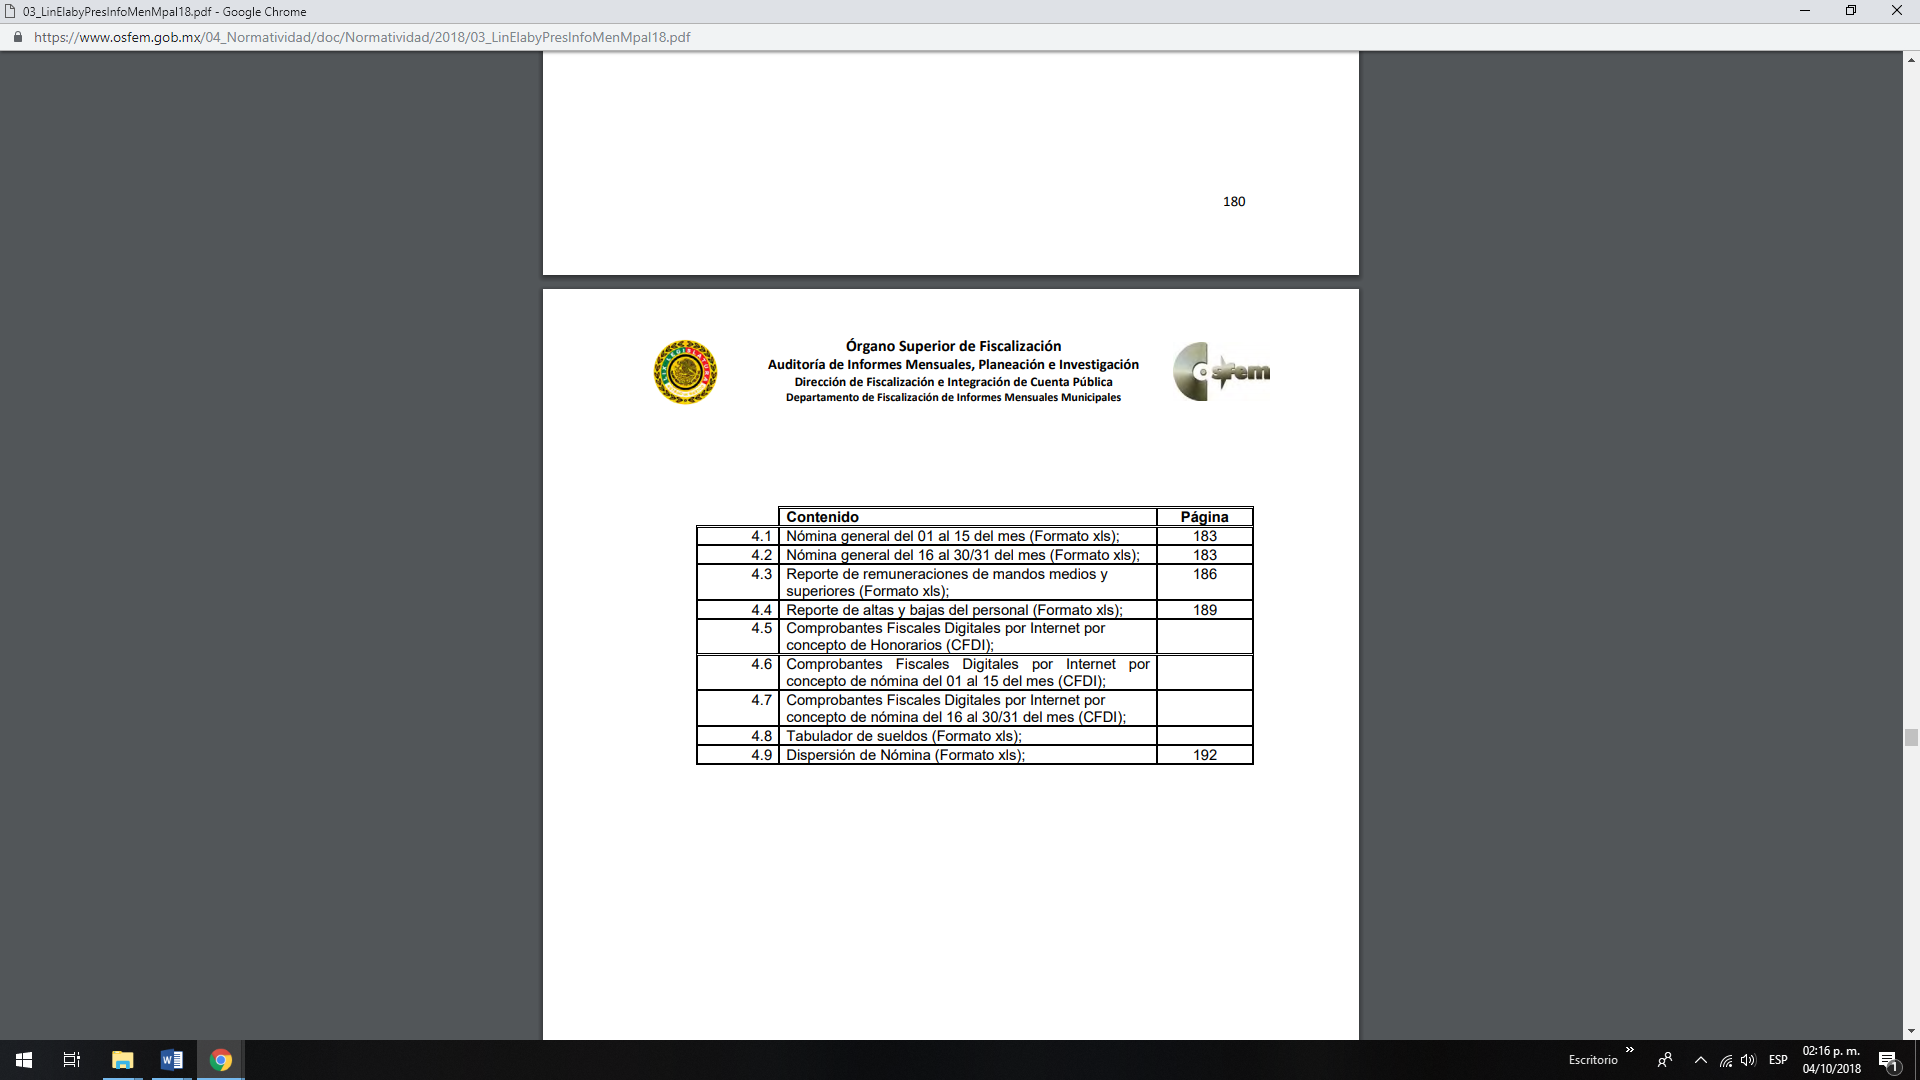 03_LinElabyPresInfoMenMpal18.pdf - Google Chrome
https://www.osfem.gob.mx/04_Normatividad/doc/Normatividad/2018/03_LinElabyPresInfoMenMpal18.pdf
180
Órgano Superior de Fiscalización
Auditoría de Informes Mensuales, Planeación e Investigación
Dirección de Fiscalización e Integración de Cuenta Pública
Departamento de Fiscalización de Informes Mensuales Municipales
osfem
Contenido Página
4.1 Nómina general del 01 al 15 del mes (Formato xls); 183
4.2 Nómina general del 16 al 30/31 del mes (Formato xls); 183
4.3 Reporte de remuneraciones de mandos medios y 186
superiores (Formato xls);
4.4 Reporte de altas y bajas del personal (Formato xls); 189
4.5 Comprobantes Fiscales Digitales por Internet por
concepto de Honorarios (CFDI);
4.6 Comprobantes Fiscales Digitales por Internet por
concepto de nómina del 01 al 15 del mes (CFDI);
4.7 Comprobantes Fiscales Digitales por Internet por
concepto de nómina del 16 al 30/31 del mes (CFDI);
4.8 Tabulador de sueldos (Formato xls);
4.9 Dispersión de Nómina (Formato xls); 192
Escritorio » ESP 02:16 p. m.
04/10/2018 1